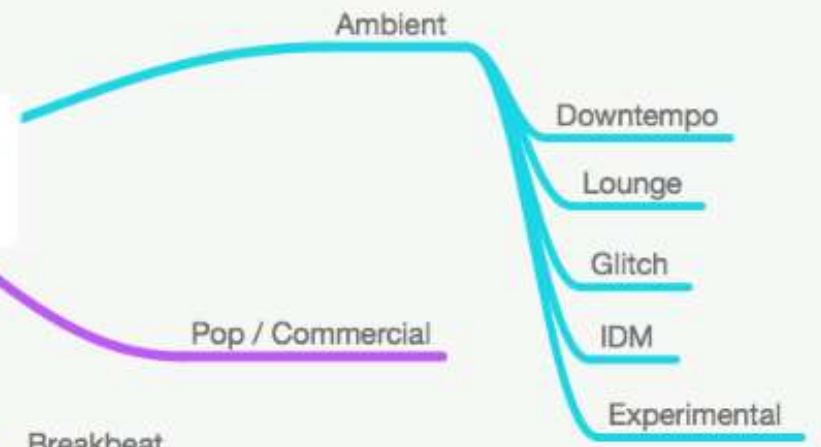 Ambient
Downtempo
Lounge
Glitch
IDM
Pop / Commercial
Experimental
Breakbeat